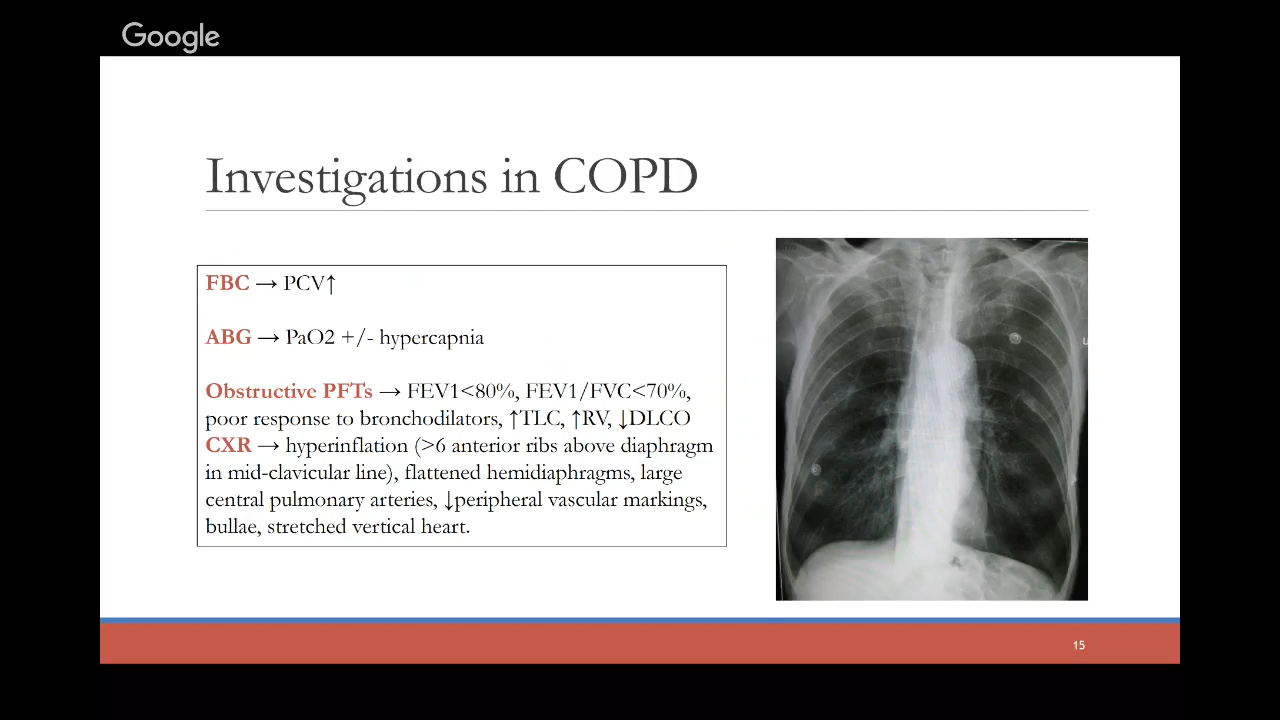 Google
Investigations in COPD
FBC → PCV↑
ABG → PaO2 +/- hypercapnia
Obstructive PFTs → FEV1<80%, FEV1/FVC<70%,
poor response to bronchodilators, ↑TLC, ↑RV, ↓DLCO
CXR → hyperinflation (>6 anterior ribs above diaphragm
in mid-clavicular line), flattened hemidiaphragms, large
central pulmonary arteries, ↓peripheral vascular markings,
bullae, stretched vertical heart.
15